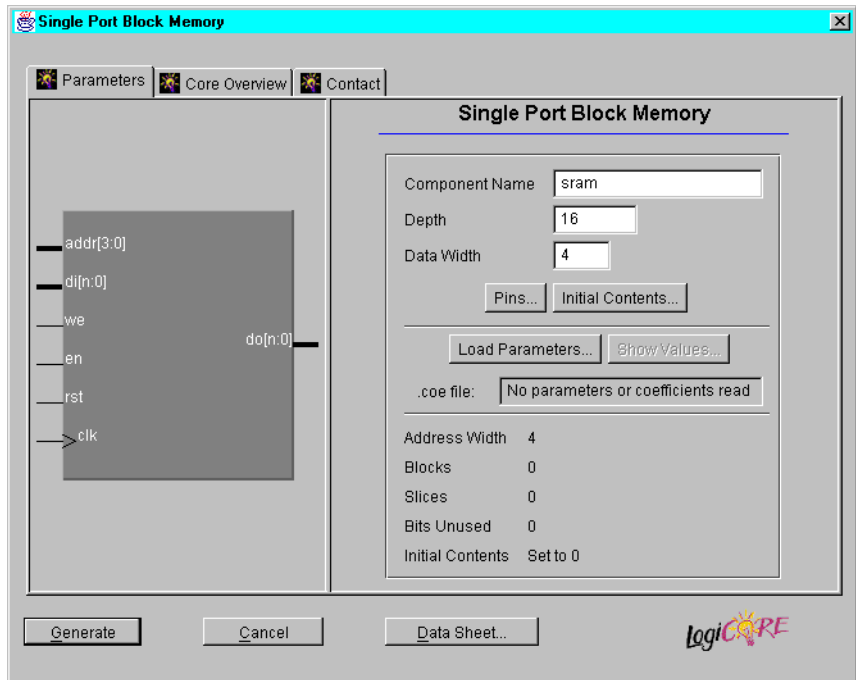 Single Port Block Memory
Parameters Core Overview Contact
Single Port Block Memory
Component Name sram
Depth 16
Data Width 4
Pins... Initial Contents...
Load Parameters... Show Values...
.coe file: No parameters or coefficients read
Address Width 4
Blocks 0
Slices 0
Bits Unused 0
Initial Contents Set to 0
addr[3:0]
di[n:0]
we
do[n:0]
en
rst
clk
Generate Cancel Data Sheet...
LogiCORE